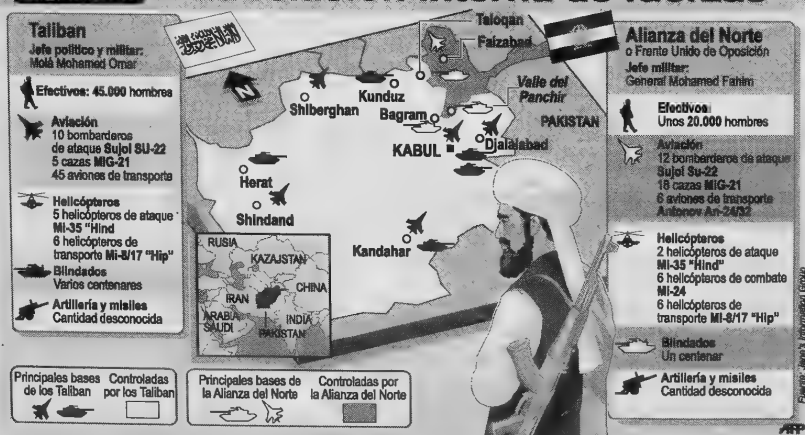 Taliban
Jefe político y militar:
Molá Mohamed Omar
Efectivos: 45.000 hombres
Aviación
10 bombarderos
de ataque Sujoi SU-22
5 cazas MIG-21
45 aviones de transporte
Helicópteros
5 helicópteros de ataque
Mi-35 "Hind"
6 helicópteros de
transporte Mi-8/17 "Hip"
Blindados
Varios centenares
Artillería y misiles
Cantidad desconocida
Taloqan
Faizabad
Valle del
Panchir
Kunduz
Shiberghan
Bagram
PAKISTAN
KABUL
Djalalabad
Herat
Shindand
Kandahar
N
RUSIA
KAZAJSTAN
CHINA
IRAN
INDIA
ARABIA
SAUDI
PAKISTAN
Alianza del Norte
o Frente Unido de Oposición
Jefe militar:
General Mohamed Fahim
Efectivos
Unos 20.000 hombres
Aviación
12 bombarderos de ataque
Sujoi Su-22
18 cazas MIG-21
6 aviones de transporte
Antonov An-24/32
Helicópteros
2 helicópteros de ataque
Mi-35 "Hind"
6 helicópteros de combate
Mi-24
6 helicópteros de
transporte Mi-8/17 "Hip"
Blindados
Un centenar
Artillería y misiles
Cantidad desconocida
Principales bases
de los Taliban
Controladas
por los Taliban
Principales bases de
la Alianza del Norte
Controladas por
la Alianza del Norte
AFP